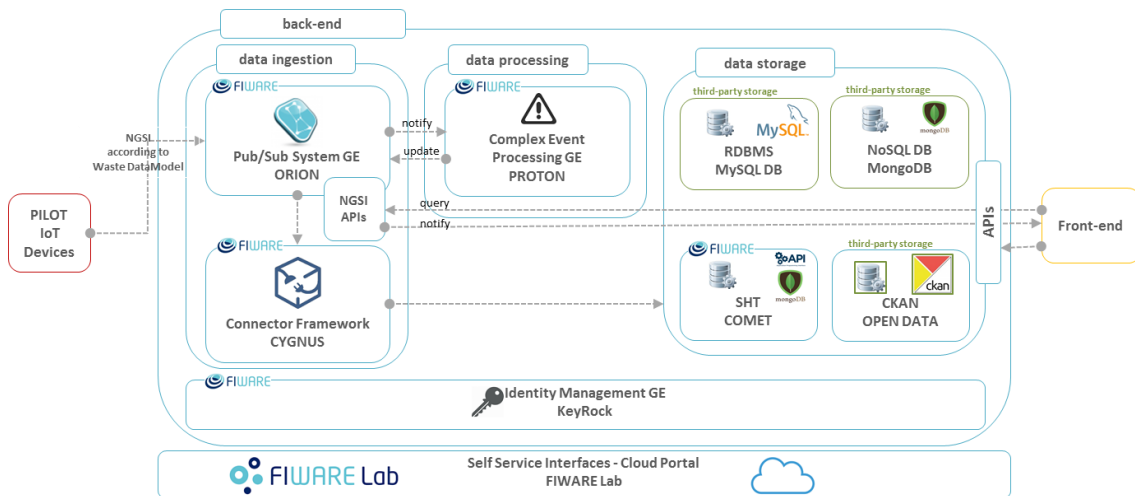 back-end
data ingestion
data processing
data storage
FIWARE
FIWARE
third-party storage
third-party storage
MySQL
mongoDB
NGSI
according to
Waste DataModel
notify
update
Pub/Sub System GE
ORION
Complex Event
Processing GE
PROTON
RDBMS
MySQL DB
NoSQL DB
MongoDB
NGSI
APIs
query
notify
APIs
PILOT
IoT
Devices
Front-end
FIWARE
FIWARE
API
mongoDB
third-party storage
ckan
Connector Framework
CYGNUS
SHT
COMET
CKAN
OPEN DATA
FIWARE
Identity Management GE
KeyRock
FIWARE Lab
Self Service Interfaces - Cloud Portal
FIWARE Lab